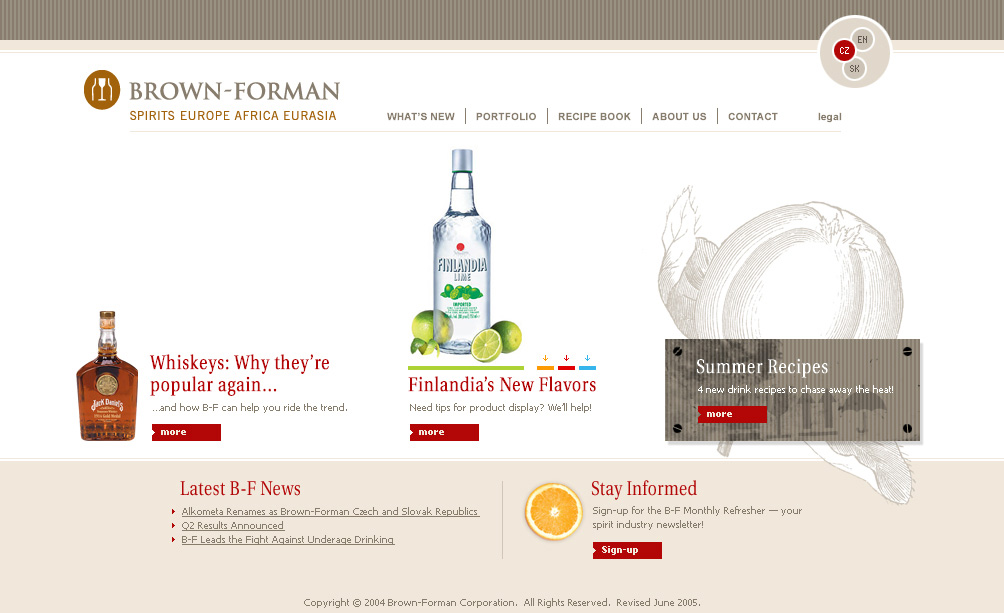 EN
CZ
SK
BROWN-FORMAN
SPIRITS EUROPE AFRICA EURASIA
WHAT'S NEW
PORTFOLIO
RECIPE BOOK
ABOUT US
CONTACT
legal
FINLANDIA
LIME
IMPORTED
Jack Daniel's
Whiskeys: Why they're
popular again...
...and how B-F can help you ride the trend.
more
Finlandia's New Flavors
Need tips for product display? We'll help!
more
Summer Recipes
4 new drink recipes to chase away the heat!
more
Latest B-F News
Alkometa Renames as Brown-Forman Czech and Slovak Republics
Q2 Results Announced
B-F Leads the Fight Against Underage Drinking
Stay Informed
Sign-up for the B-F Monthly Refresher — your
spirit industry newsletter!
Sign-up
Copyright © 2004 Brown-Forman Corporation. All Rights Reserved. Revised June 2005.